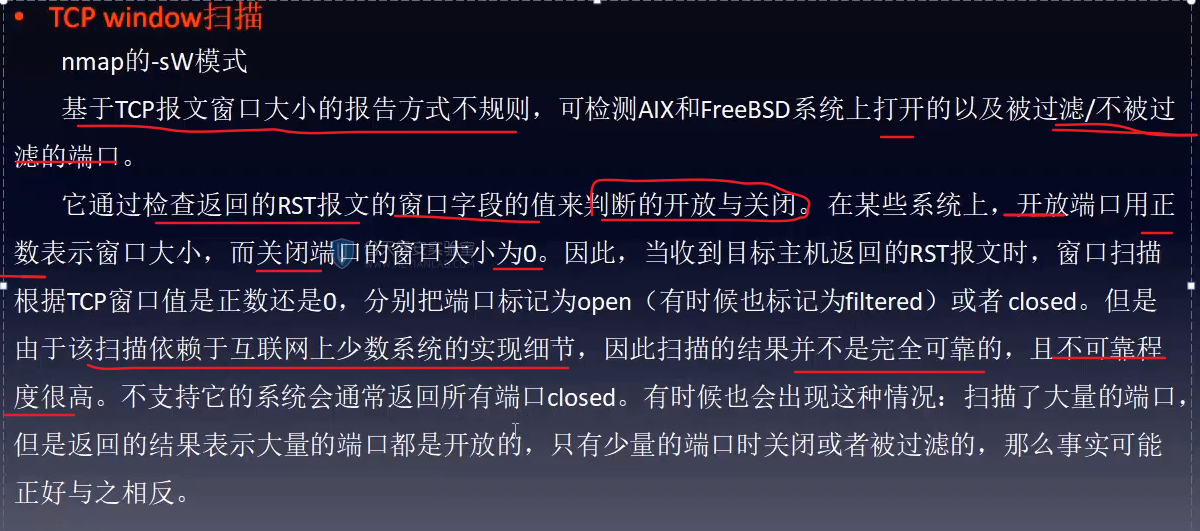 • TCP window扫描
nmap的-sW模式
基于TCP报文窗口大小的报告方式不规则，可检测AIX和FreeBSD系统上打开的以及被过滤/不被过
滤的端口。
它通过检查返回的RST报文的窗口字段的值来判断的开放与关闭。在某些系统上，开放端口用正
数表示窗口大小，而关闭端口的窗口大小为0。因此，当收到目标主机返回的RST报文时，窗口扫描
根据TCP窗口值是正数还是0，分别把端口标记为open（有时候也标记为filtered）或者 closed。但是
由于该扫描依赖于互联网上少数系统的实现细节，因此扫描的结果并不是完全可靠的，且不可靠程
度很高。不支持它的系统会通常返回所有端口closed。有时候也会出现这种情况：扫描了大量的端口，
但是返回的结果表示大量的端口都是开放的，只有少量的端口时关闭或者被过滤的，那么事实可能
正好与之相反。